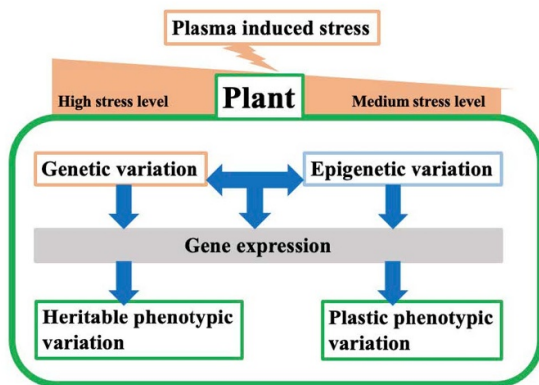 Plasma induced stress
High stress level
Plant
Medium stress level
Genetic variation
Epigenetic variation
Gene expression
Heritable phenotypic
variation
Plastic phenotypic
variation